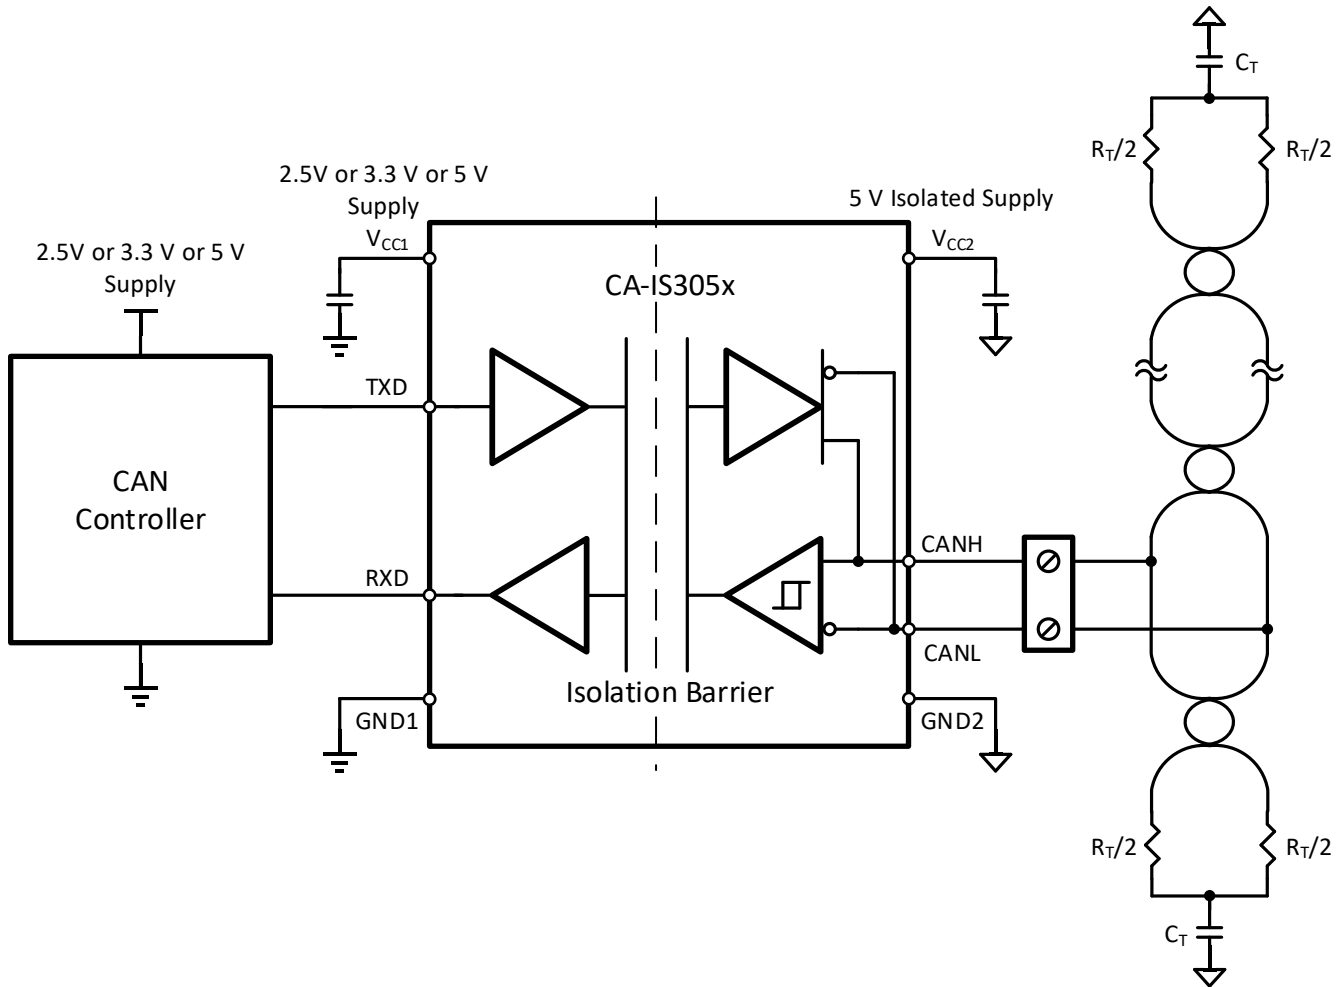 C_T
R_T/2
R_T/2
2.5V or 3.3 V or 5 V
Supply
V_CC1
5 V Isolated Supply
V_CC2
2.5V or 3.3 V or 5 V
Supply
CA-IS305x
TXD
CAN
Controller
RXD
CANH
CANL
Isolation Barrier
GND1
GND2
R_T/2
R_T/2
C_T